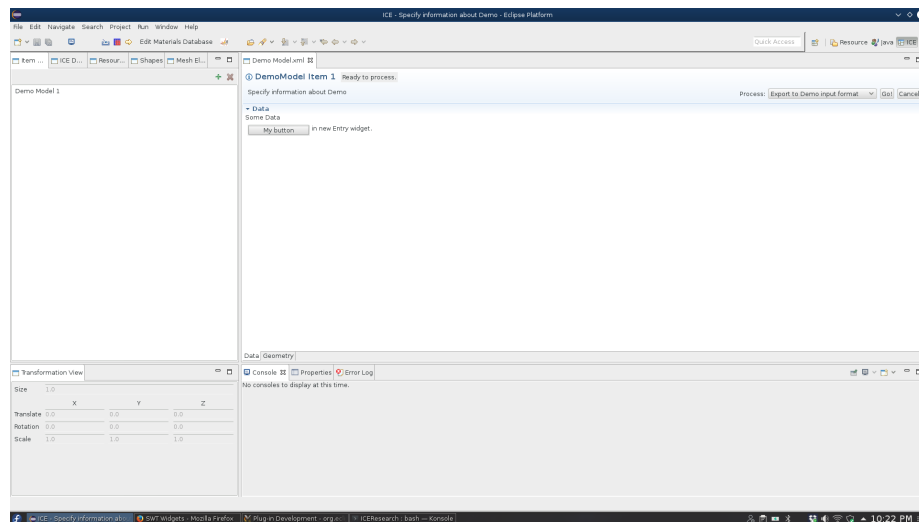 ICE - Specify information about Demo - Eclipse Platform
File Edit Navigate Search Project Run Window Help
Edit Materials Database
Quick Access
Resource
Java
ICE
Item ...
ICE D...
Resour...
Shapes
Mesh El...
Demo Model.xml
Demo Model 1
DemoModel Item 1 Ready to process.
Specify information about Demo
Process: Export to Demo input format Go! Cancel
Data
Some Data
My button in new Entry widget.
Data Geometry
Transformation View
Size 1.0
X Y Z
Translate 0.0 0.0 0.0
Rotation 0.0 0.0 0.0
Scale 1.0 1.0 1.0
Console Properties Error Log
No consoles to display at this time.
ICE - Specify information abo
SWT Widgets - Mozilla Firefox
Plug-in Development - org.ec
ICEResearch : bash — Konsole
10:22 PM